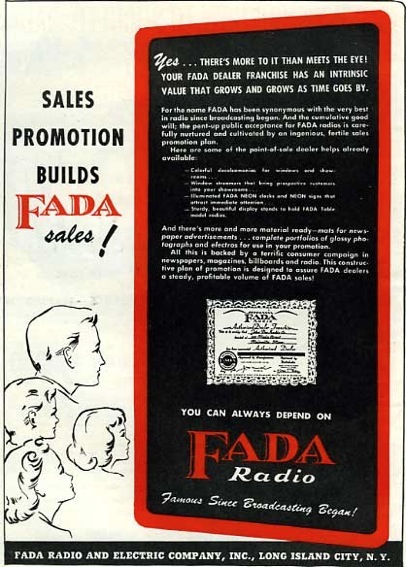 SALES
PROMOTION
BUILDS
FADA
sales!
Yes... THERE'S MORE TO IT THAN MEETS THE EYE!
YOUR FADA DEALER FRANCHISE HAS AN INTRINSIC
VALUE THAT GROWS AND GROWS AS TIME GOES BY.
For the name FADA has been synonymous with the very best
in radio since broadcasting began. And the cumulative good
will; the pent-up public acceptance for FADA radios is care-
fully nurtured and cultivated by an ingenious, fertile sales
promotion plan.
Here are some of the point-of-sale dealer helps already
available:
— Colorful decalcomanias for windows and show-
rooms ...
— Window streamers that bring prospective customers
into your showrooms ...
— Illuminated FADA NEON clocks and NEON signs that
attract immediate attention ...
— Sturdy, beautiful display stands to hold FADA Table-
model radios.
And there's more and more material ready—mats for news-
paper advertisements ... complete portfolios of glossy pho-
tographs and electros for use in your promotion.
All this is backed by a terrific consumer campaign in
newspapers, magazines, billboards and radio. This construc-
tive plan of promotion is designed to assure FADA dealers
a steady, profitable volume of FADA sales!
FADA
Authorized Dealer Franchise
Authorized Dealer
YOU CAN ALWAYS DEPEND ON
FADA
Radio
Famous Since Broadcasting Began!
FADA RADIO AND ELECTRIC COMPANY, INC., LONG ISLAND CITY, N. Y.